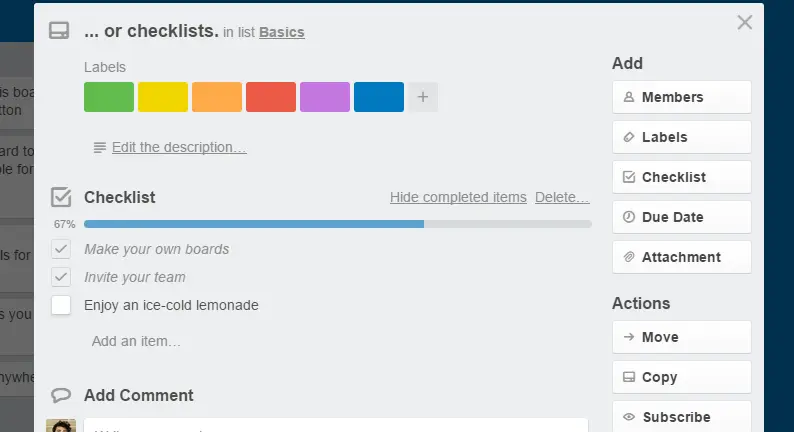 ... or checklists. in list Basics
Labels
+
Edit the description…
Checklist Hide completed items Delete…
67%
Make your own boards
Invite your team
Enjoy an ice-cold lemonade
Add an item…
Add Comment
Add
Members
Labels
Checklist
Due Date
Attachment
Actions
Move
Copy
Subscribe
is boa
tton
ard to
ole for
ls for
s you
nywhe